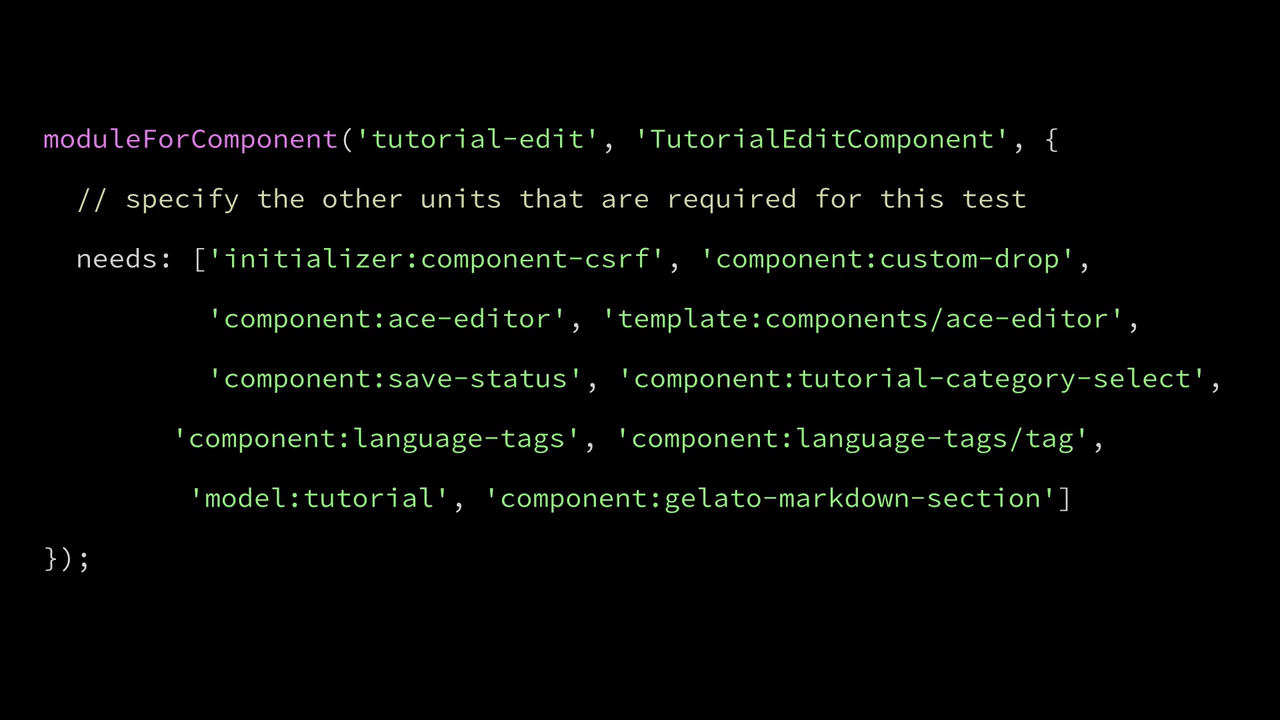 moduleForComponent('tutorial-edit', 'TutorialEditComponent', {
// specify the other units that are required for this test
needs: ['initializer:component-csrf', 'component:custom-drop',
'component:ace-editor', 'template:components/ace-editor',
'component:save-status', 'component:tutorial-category-select',
'component:language-tags', 'component:language-tags/tag',
'model:tutorial', 'component:gelato-markdown-section']
});